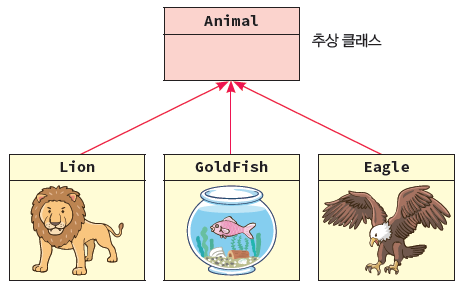 Animal
추상 클래스
Lion
GoldFish
Eagle